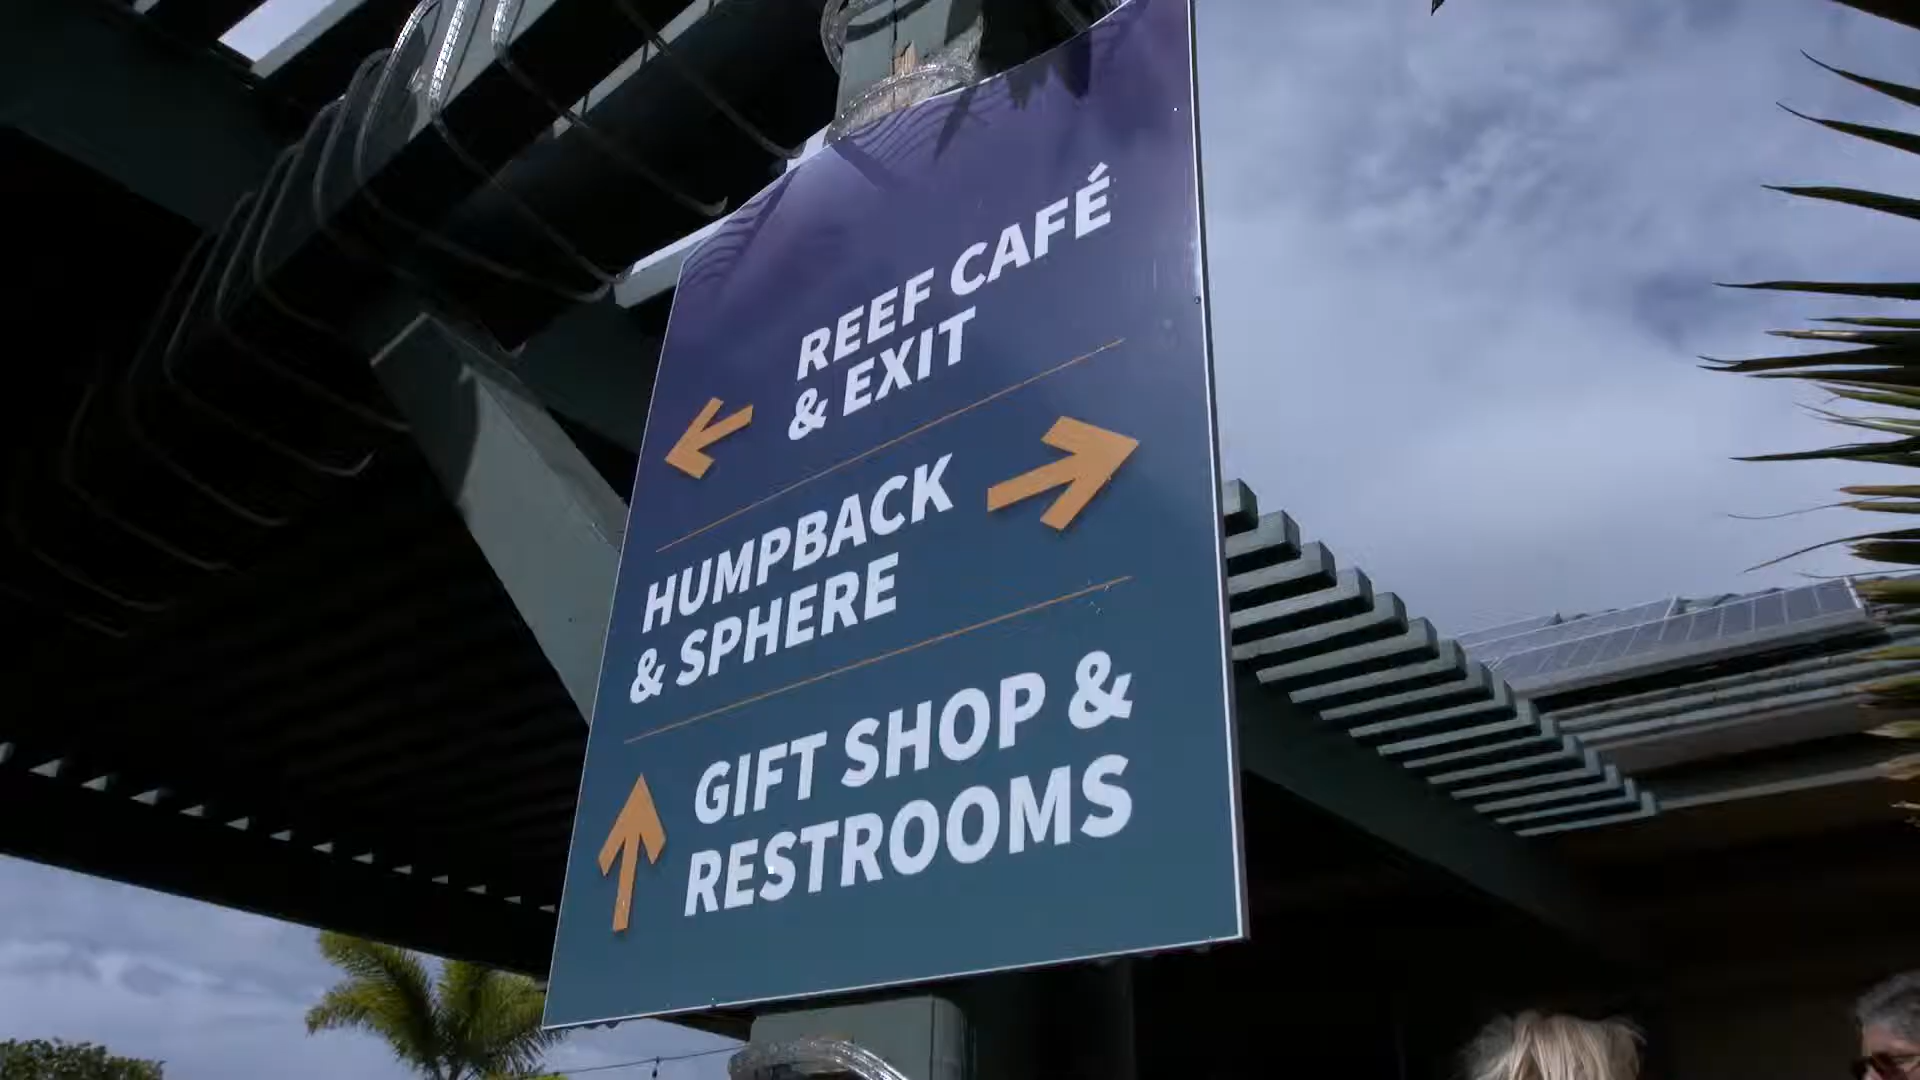 REEF CAFÉ
& EXIT
HUMPBACK
& SPHERE
GIFT SHOP &
RESTROOMS